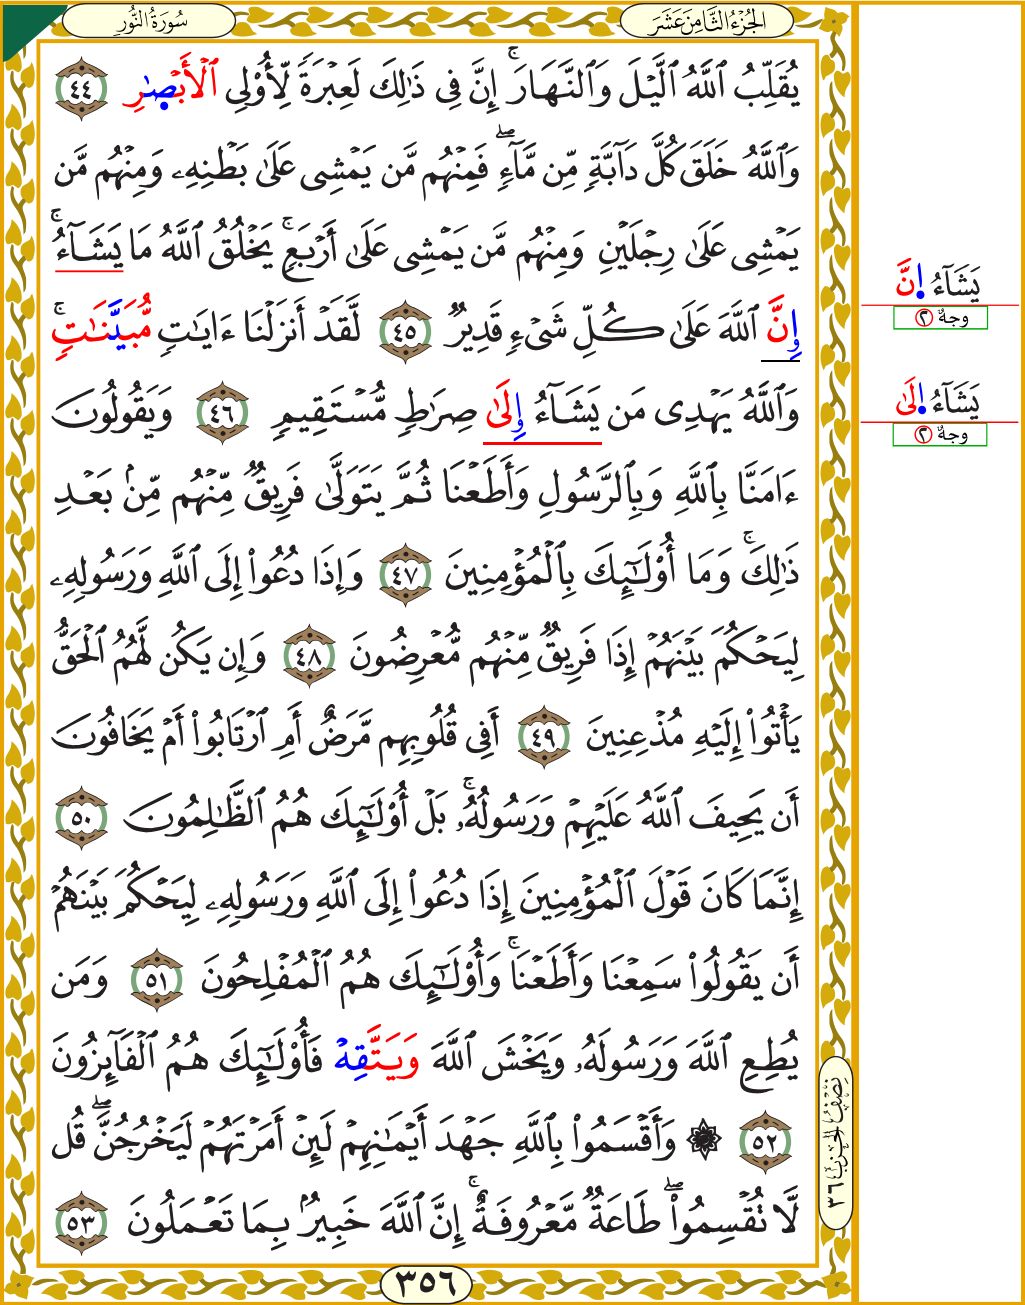 الجُزْءُ الثَّامِنَ عَشَرَ
سُورَةُ النُّورِ
يُقَلِّبُ ٱللَّهُ ٱلَّيۡلَ وَٱلنَّهَارَۚ إِنَّ فِي ذَٰلِكَ لَعِبۡرَةٗ لِّأُوْلِي ٱلۡأَبۡصَٰرِ ٤٤
وَٱللَّهُ خَلَقَ كُلَّ دَآبَّةٖ مِّن مَّآءٖۖ فَمِنۡهُم مَّن يَمۡشِي عَلَىٰ بَطۡنِهِۦ وَمِنۡهُم مَّن
يَمۡشِي عَلَىٰ رِجۡلَيۡنِ وَمِنۡهُم مَّن يَمۡشِي عَلَىٰ أَرۡبَعٖۚ يَخۡلُقُ ٱللَّهُ مَا يَشَآءُۚ
إِنَّ ٱللَّهَ عَلَىٰ كُلِّ شَيۡءٖ قَدِيرٞ ٤٥ لَّقَدۡ أَنزَلۡنَا ءَايَٰتٖ مُّبَيَّنَٰتٖۚ
وَٱللَّهُ يَهۡدِي مَن يَشَآءُ إِلَىٰ صِرَٰطٖ مُّسۡتَقِيمٖ ٤٦ وَيَقُولُونَ
ءَامَنَّا بِٱللَّهِ وَبِٱلرَّسُولِ وَأَطَعۡنَا ثُمَّ يَتَوَلَّىٰ فَرِيقٞ مِّنۡهُم مِّنۢ بَعۡدِ
ذَٰلِكَۚ وَمَآ أُوْلَٰٓئِكَ بِٱلۡمُؤۡمِنِينَ ٤٧ وَإِذَا دُعُوٓاْ إِلَى ٱللَّهِ وَرَسُولِهِۦ
لِيَحۡكُمَ بَيۡنَهُمۡ إِذَا فَرِيقٞ مِّنۡهُم مُّعۡرِضُونَ ٤٨ وَإِن يَكُن لَّهُمُ ٱلۡحَقُّ
يَأۡتُوٓاْ إِلَيۡهِ مُذۡعِنِينَ ٤٩ أَفِي قُلُوبِهِم مَّرَضٌ أَمِ ٱرۡتَابُوٓاْ أَمۡ يَخَافُونَ
أَن يَحِيفَ ٱللَّهُ عَلَيۡهِمۡ وَرَسُولُهُۥۚ بَلۡ أُوْلَٰٓئِكَ هُمُ ٱلظَّٰلِمُونَ ٥٠
إِنَّمَا كَانَ قَوۡلَ ٱلۡمُؤۡمِنِينَ إِذَا دُعُوٓاْ إِلَى ٱللَّهِ وَرَسُولِهِۦ لِيَحۡكُمَ بَيۡنَهُمۡ
أَن يَقُولُواْ سَمِعۡنَا وَأَطَعۡنَاۚ وَأُوْلَٰٓئِكَ هُمُ ٱلۡمُفۡلِحُونَ ٥١ وَمَن
يُطِعِ ٱللَّهَ وَرَسُولَهُۥ وَيَخۡشَ ٱللَّهَ وَيَتَّقِهۡ فَأُوْلَٰٓئِكَ هُمُ ٱلۡفَآئِزُونَ
٥٢ ۞ وَأَقۡسَمُواْ بِٱللَّهِ جَهۡدَ أَيۡمَٰنِهِمۡ لَئِنۡ أَمَرۡتَهُمۡ لَيَخۡرُجُنَّۖ قُل
لَّا تُقۡسِمُواْۖ طَاعَةٞ مَّعۡرُوفَةٌۚ إِنَّ ٱللَّهَ خَبِيرُۢ بِمَا تَعۡمَلُونَ ٥٣
٣٥٦
يَشَآءُ اِنَّ
وجهٌ ٢
يَشَآءُ اِلَىٰ
وجهٌ ٢
نِصْفُ الحِزْبِ ٣٦